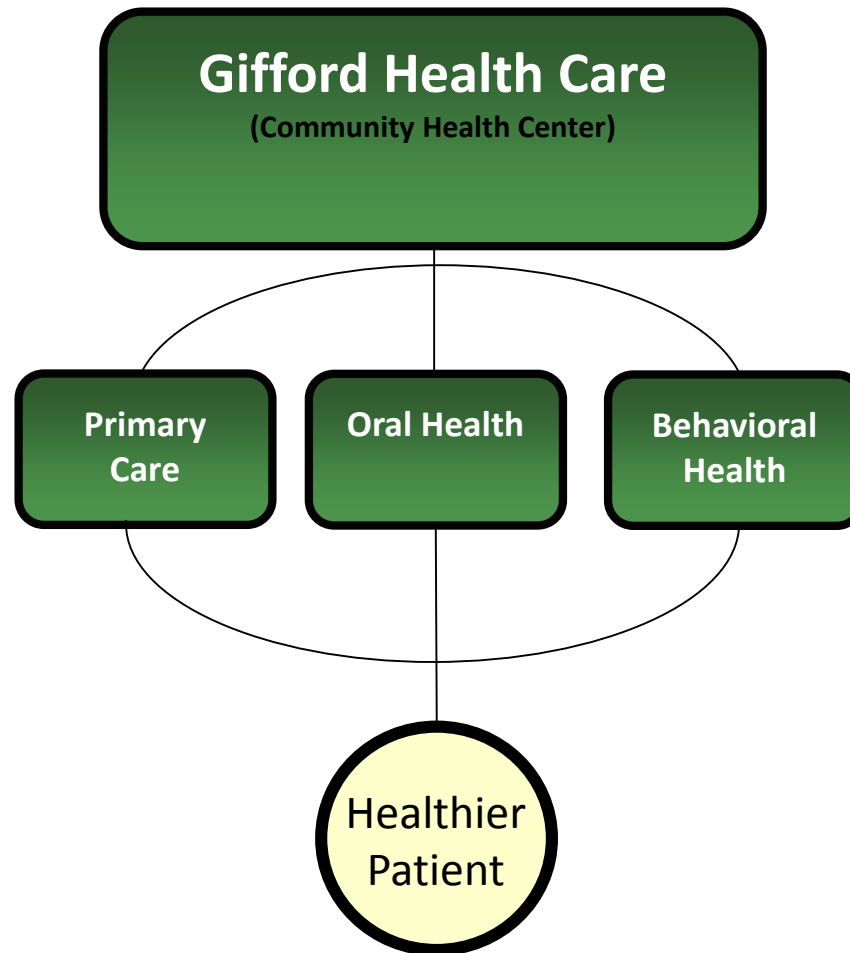 Gifford Health Care
(Community Health Center)
Primary
Care
Oral Health
Behavioral
Health
Healthier
Patient